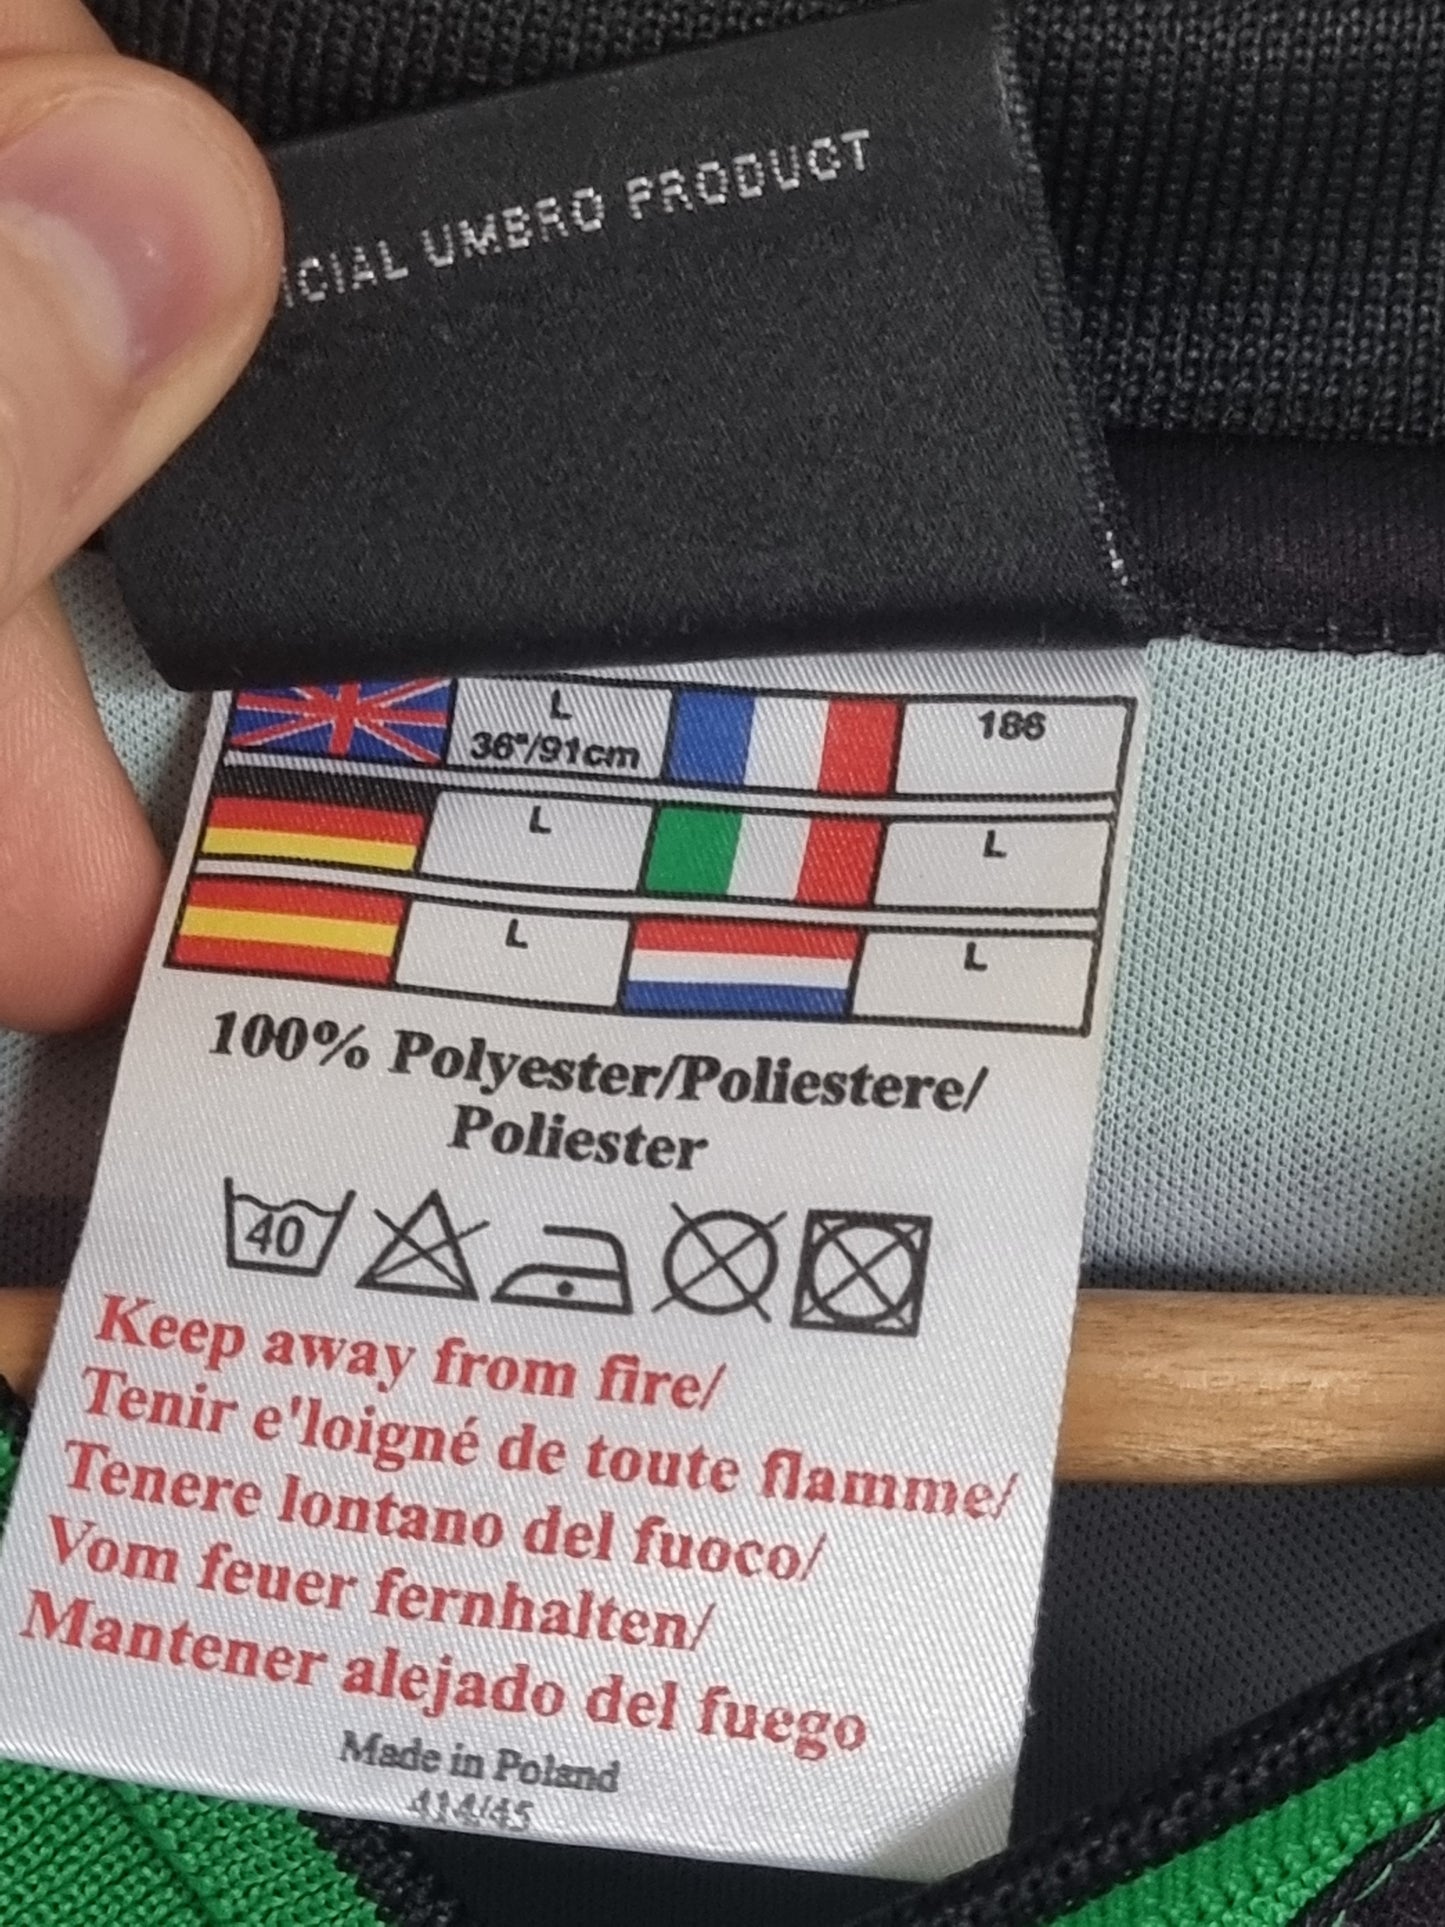 ICIAL UMBRO PRODUCT
L 186
36"/91cm
L L
L L
100% Polyester/Poliestere/
Poliester
40
Keep away from fire/
Tenir e'loigné de toute flamme/
Tenere lontano del fuoco/
Vom feuer fernhalten/
Mantener alejado del fuego
Made in Poland
414/45